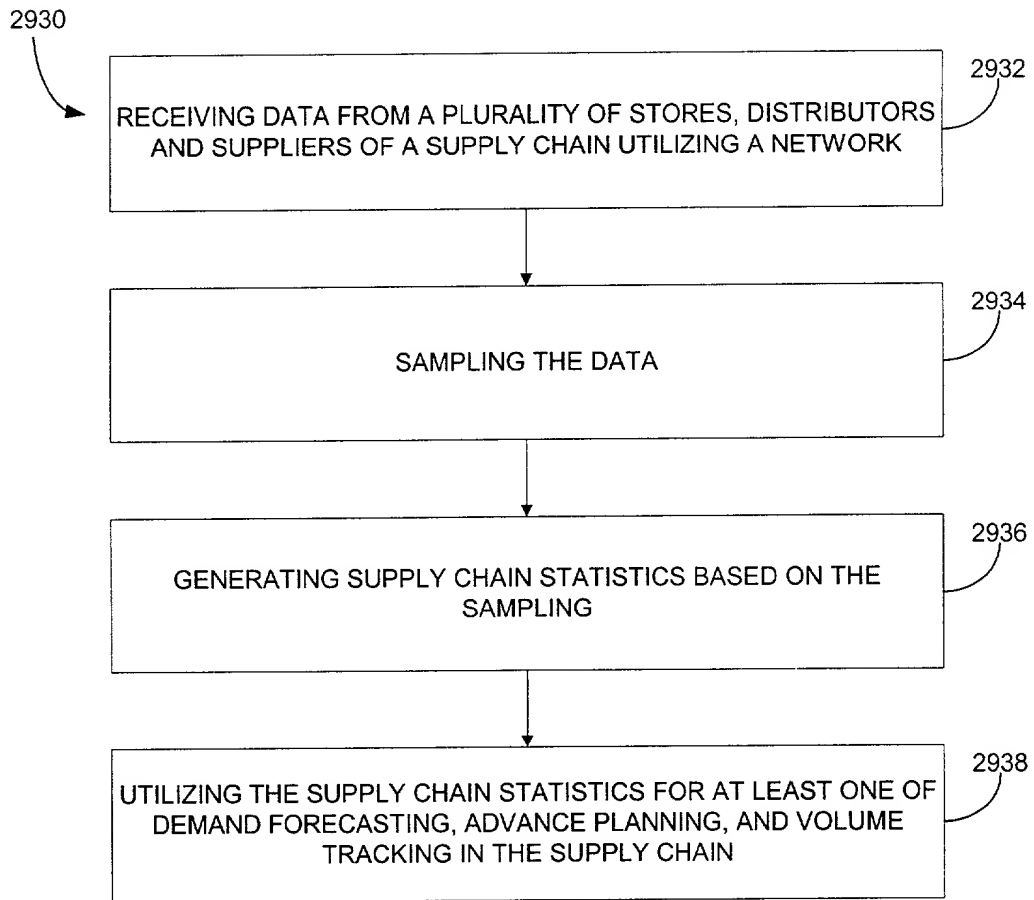 2930
2932
RECEIVING DATA FROM A PLURALITY OF STORES, DISTRIBUTORS
AND SUPPLIERS OF A SUPPLY CHAIN UTILIZING A NETWORK
2934
SAMPLING THE DATA
2936
GENERATING SUPPLY CHAIN STATISTICS BASED ON THE
SAMPLING
2938
UTILIZING THE SUPPLY CHAIN STATISTICS FOR AT LEAST ONE OF
DEMAND FORECASTING, ADVANCE PLANNING, AND VOLUME
TRACKING IN THE SUPPLY CHAIN